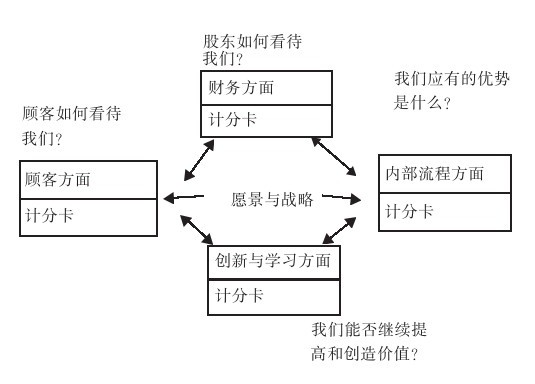 股东如何看待
我们?
财务方面
计分卡
我们应有的优势
是什么?
顾客如何看待
我们?
顾客方面
计分卡
愿景与战略
内部流程方面
计分卡
创新与学习方面
计分卡
我们能否继续提
高和创造价值?